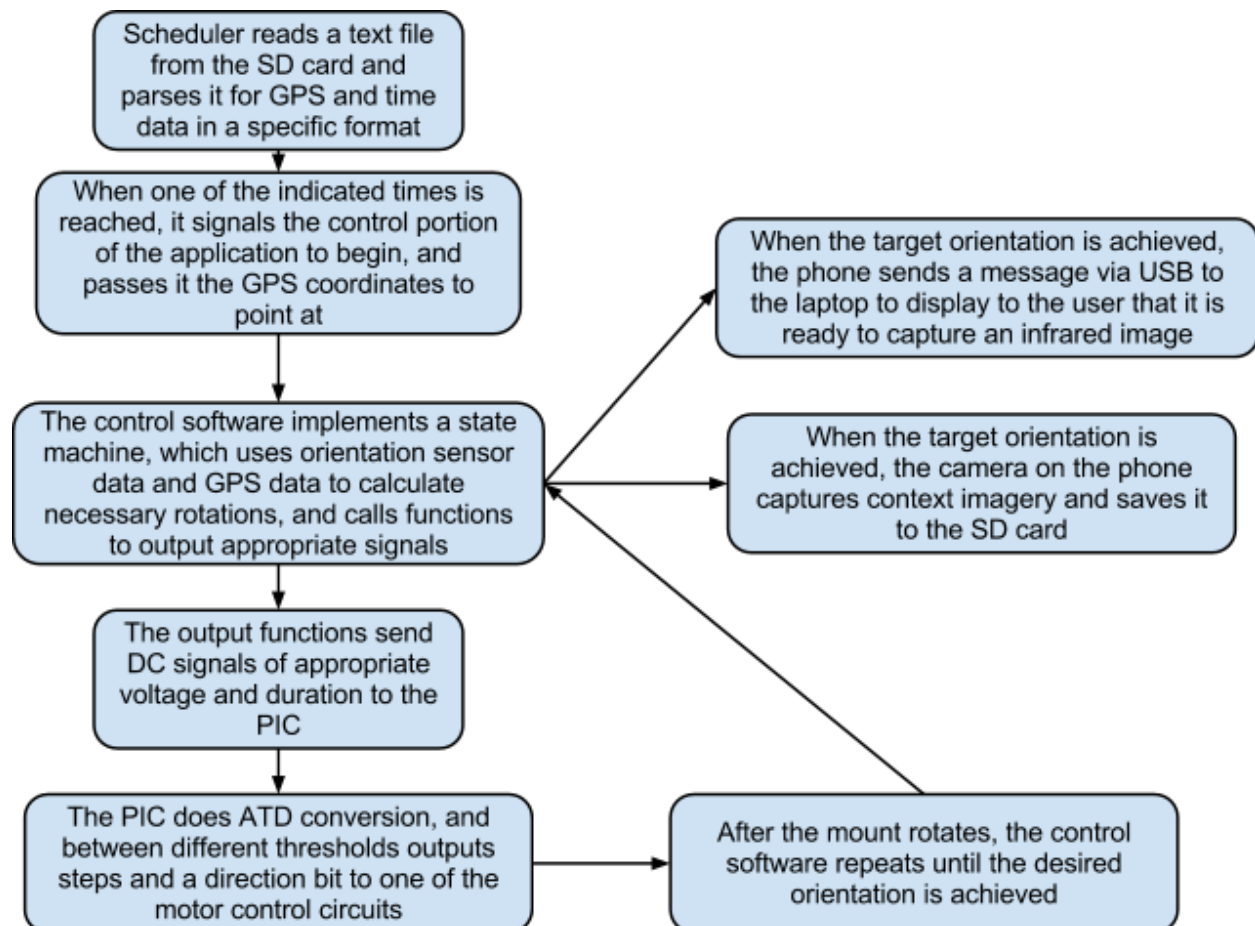 Scheduler reads a text file
from the SD card and
parses it for GPS and time
data in a specific format
When one of the indicated times is
reached, it signals the control portion
of the application to begin, and
passes it the GPS coordinates to
point at
When the target orientation is achieved,
the phone sends a message via USB to
the laptop to display to the user that it is
ready to capture an infrared image
The control software implements a state
machine, which uses orientation sensor
data and GPS data to calculate
necessary rotations, and calls functions
to output appropriate signals
When the target orientation is
achieved, the camera on the phone
captures context imagery and saves it
to the SD card
The output functions send
DC signals of appropriate
voltage and duration to the
PIC
The PIC does ATD conversion, and
between different thresholds outputs
steps and a direction bit to one of the
motor control circuits
After the mount rotates, the control
software repeats until the desired
orientation is achieved